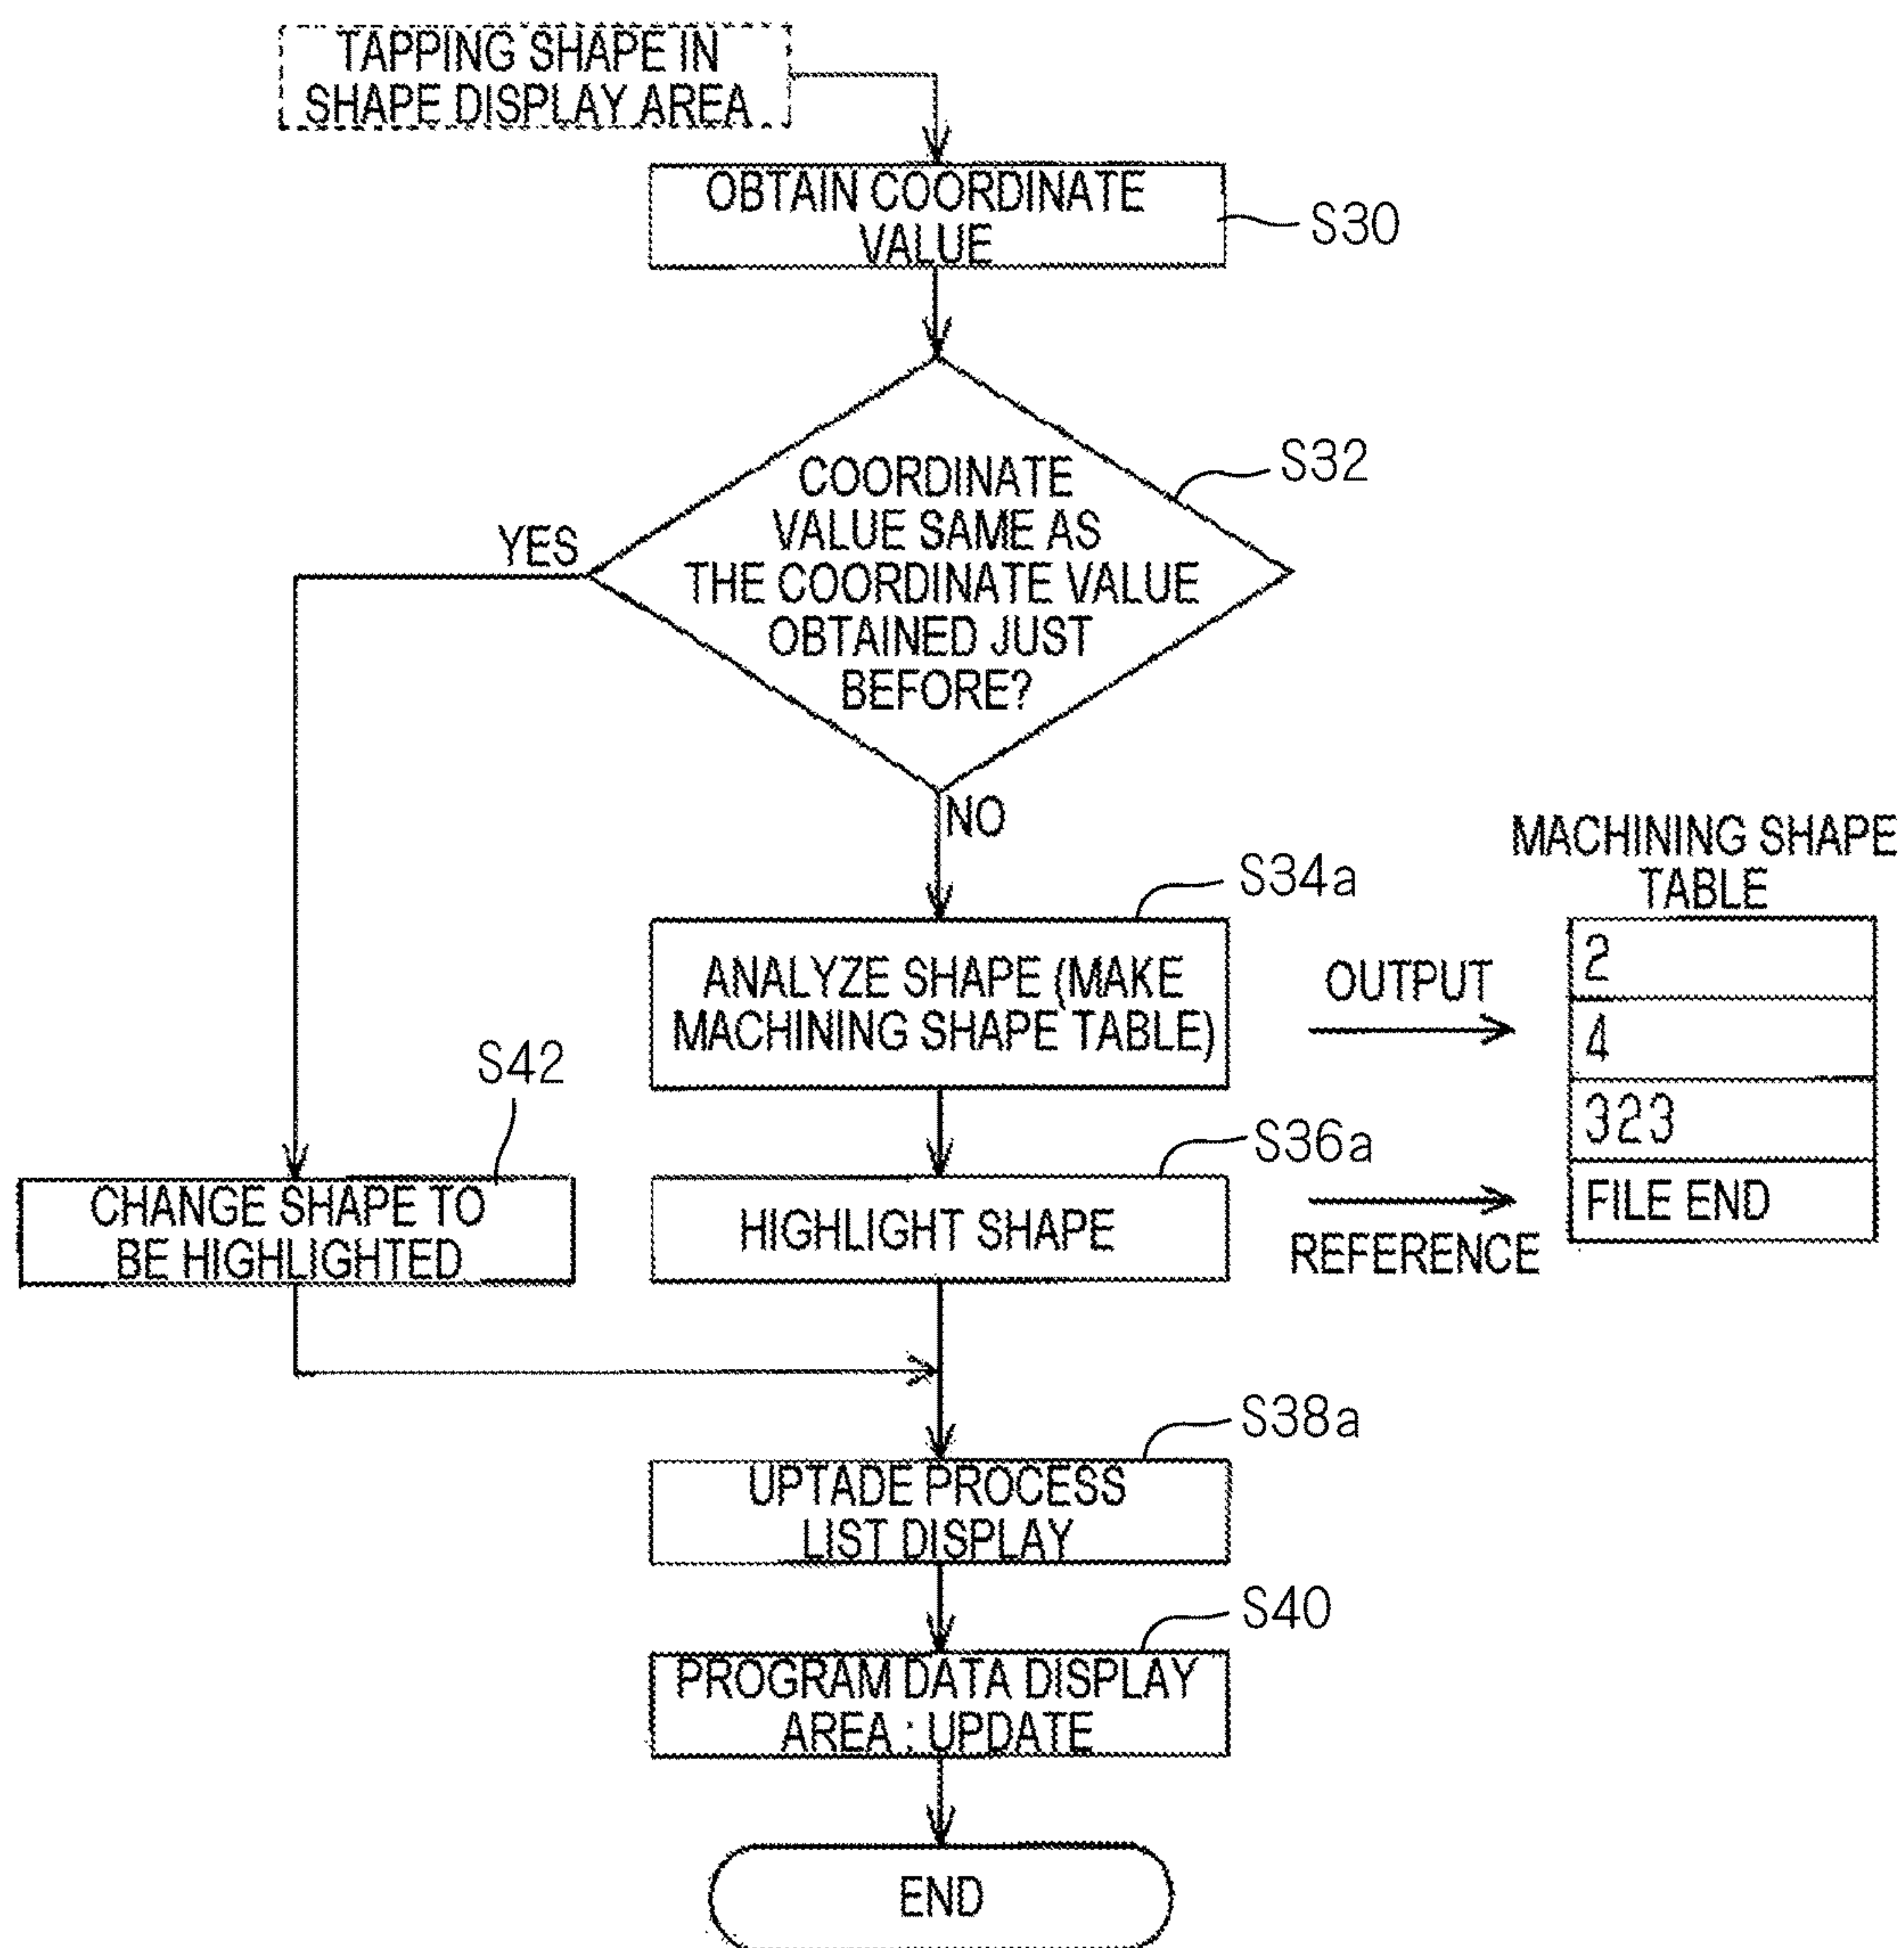 TAPPING SHAPE IN
SHAPE DISPLAY AREA
OBTAIN COORDINATE
VALUE
S30
COORDINATE
VALUE SAME AS
THE COORDINATE VALUE
OBTAINED JUST
BEFORE?
S32
YES
NO
S34a
ANALYZE SHAPE (MAKE
MACHINING SHAPE TABLE)
OUTPUT
MACHINING SHAPE
TABLE
2
4
323
FILE END
S42
CHANGE SHAPE TO
BE HIGHLIGHTED
S36a
HIGHLIGHT SHAPE
REFERENCE
S38a
UPTADE PROCESS
LIST DISPLAY
S40
PROGRAM DATA DISPLAY
AREA : UPDATE
END